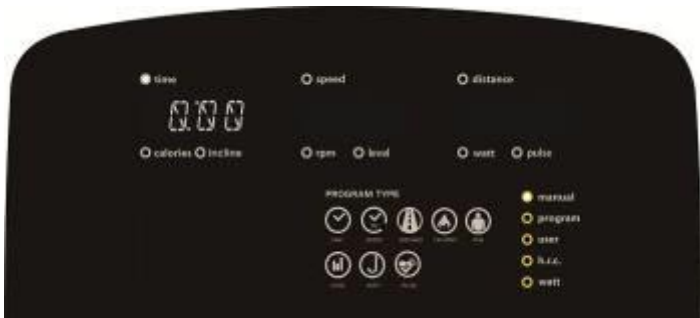 time speed distance
0:00
calories incline rpm level watt pulse
PROGRAM TYPE
manual
program
user
h.r.c.
watt